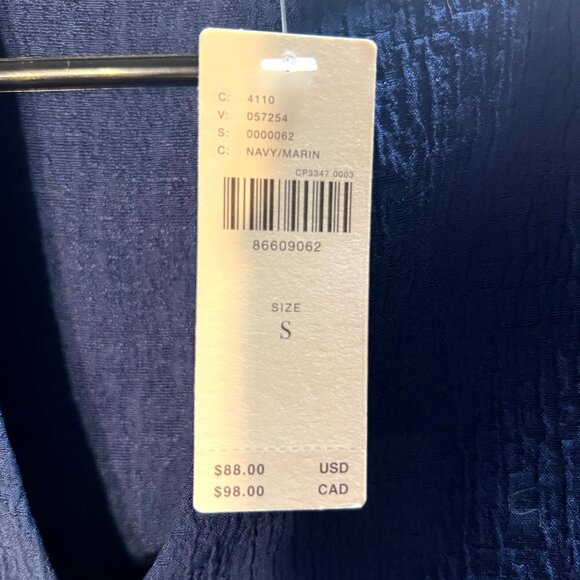 C: 4110
V: 057254
S: 0000062
C: NAVY/MARIN
CP3347 0003
86609062
SIZE
S
$88.00 USD
$98.00 CAD